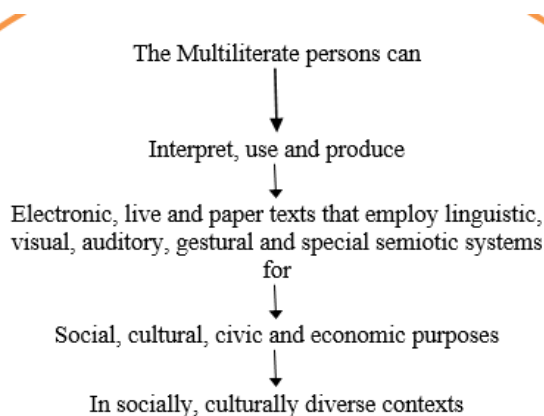 The Multiliterate persons can
Interpret, use and produce
Electronic, live and paper texts that employ linguistic,
visual, auditory, gestural and special semiotic systems
for
Social, cultural, civic and economic purposes
In socially, culturally diverse contexts